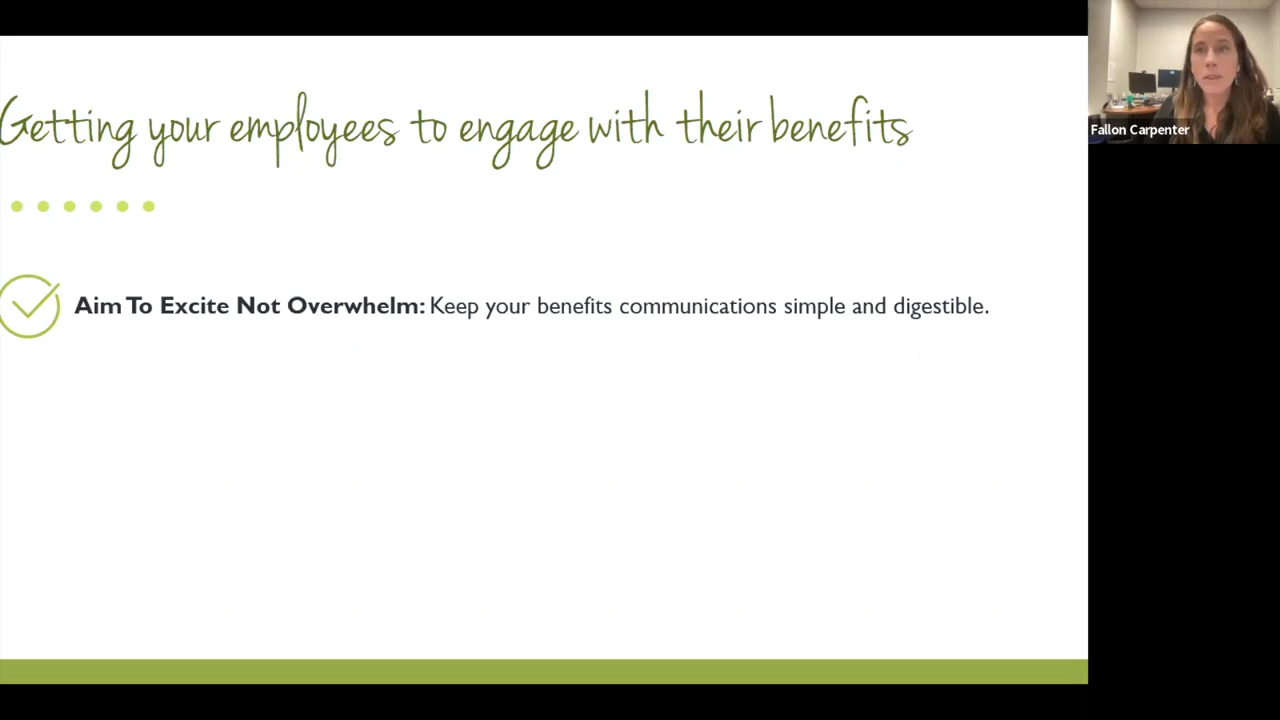 Getting your employees to engage with their benefits
Aim To Excite Not Overwhelm: Keep your benefits communications simple and digestible.
Fallon Carpenter